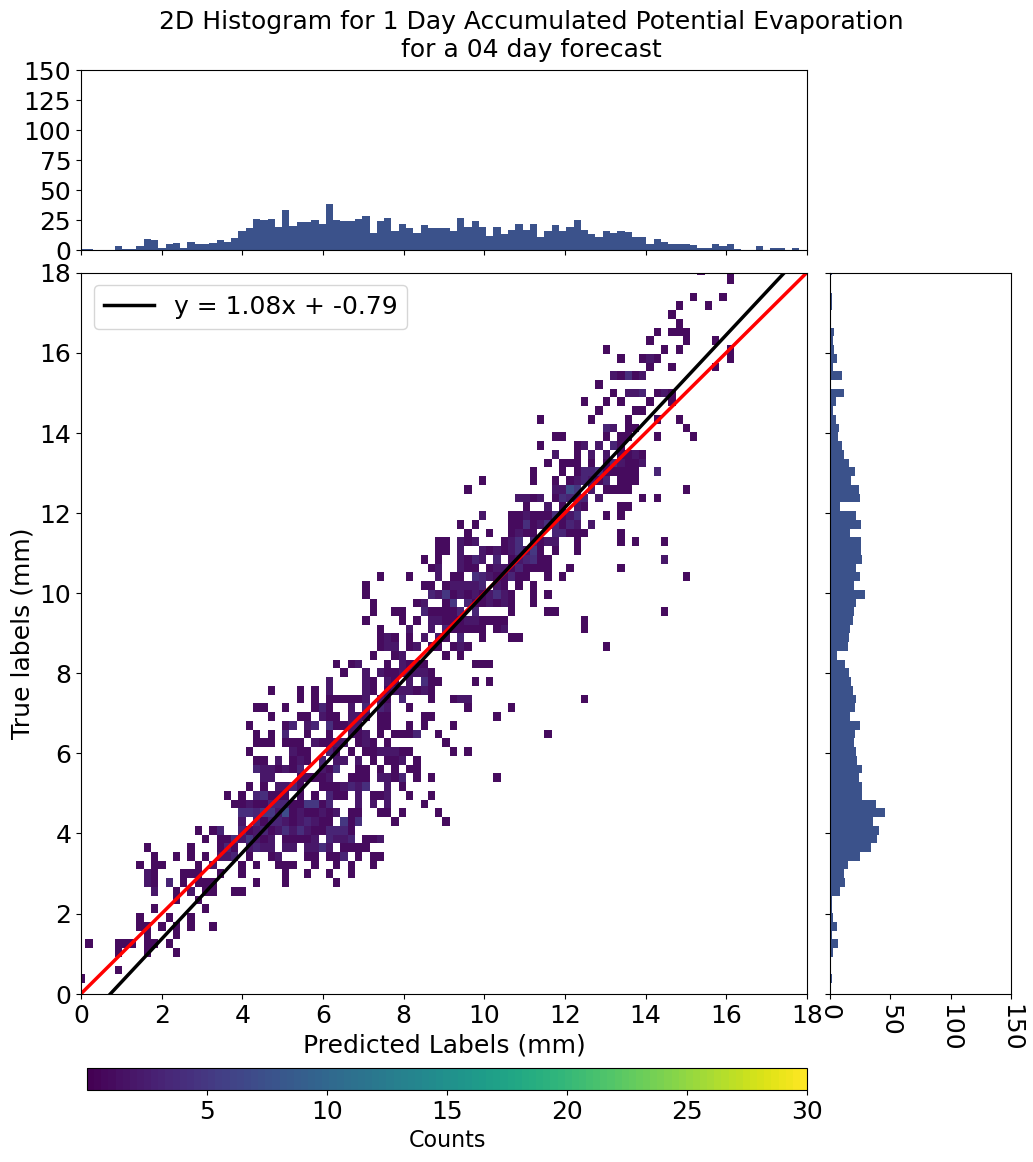 2D Histogram for 1 Day Accumulated Potential Evaporation
for a 04 day forecast
150
125
100
75
50
25
0
18
16
14
12
10
8
6
4
2
0
y = 1.08x + -0.79
True labels (mm)
0 2 4 6 8 10 12 14 16 18
Predicted Labels (mm)
0 50 100 150
5 10 15 20 25 30
Counts